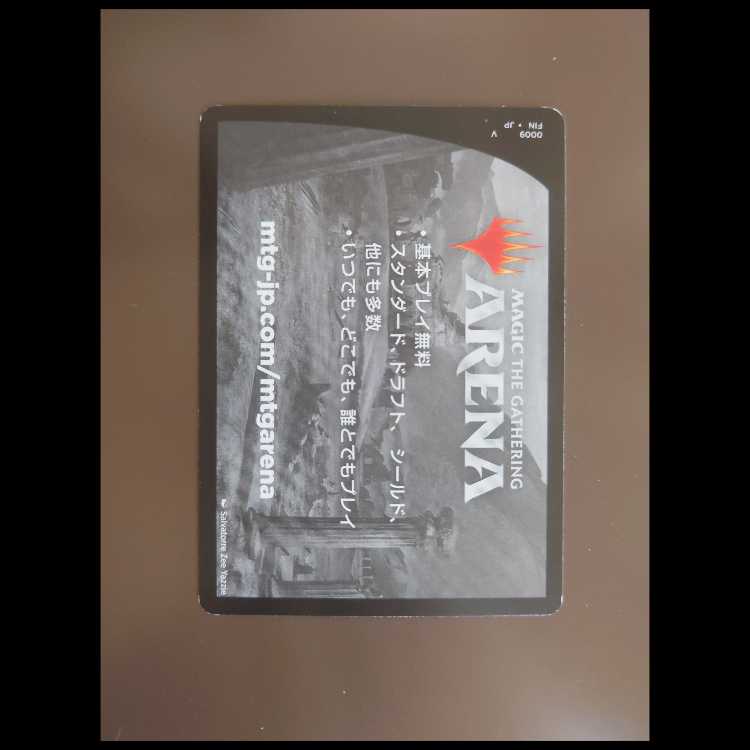 0009 V
FIN • JP
MAGIC THE GATHERING
ARENA
• 基本プレイ無料
• スタンダード、ドラフト、シールド、
他にも多数
• いつでも、どこでも、誰とでもプレイ
mtg-jp.com/mtgarena
Salvatorre Zee Yazzie